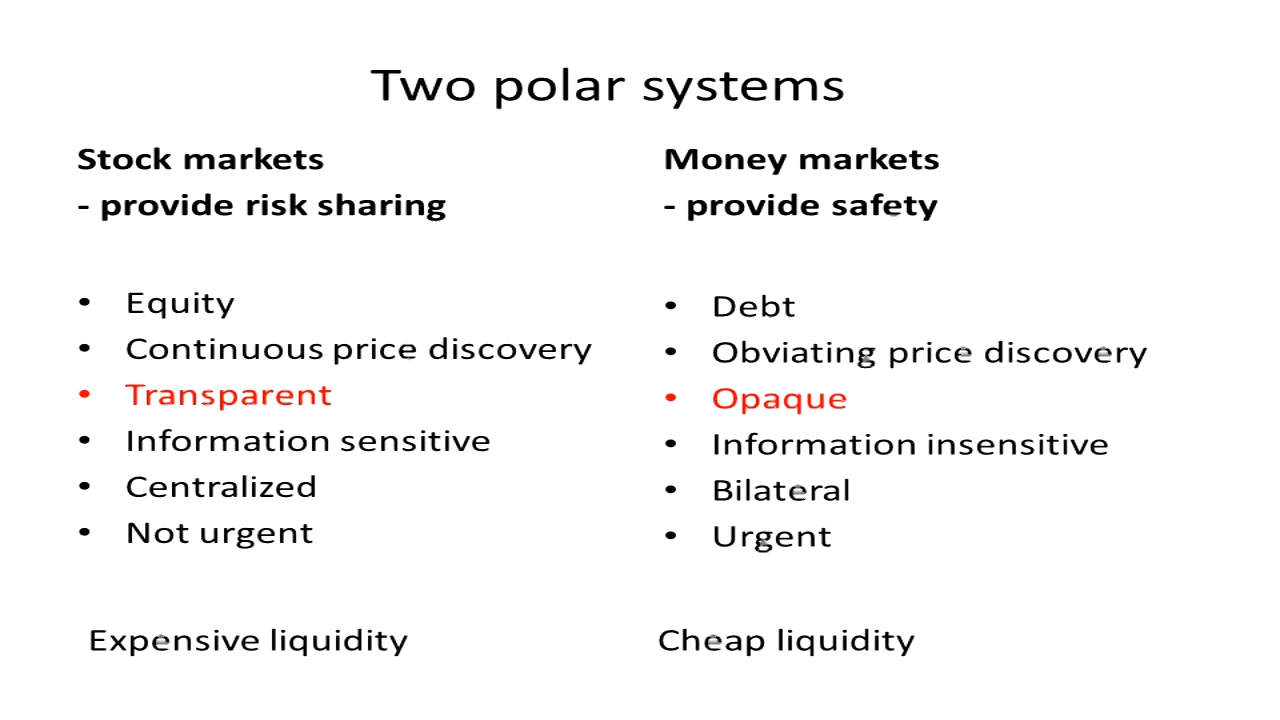 Two polar systems
Stock markets
- provide risk sharing
• Equity
• Continuous price discovery
• Transparent
• Information sensitive
• Centralized
• Not urgent
Expensive liquidity
Money markets
- provide safety
• Debt
• Obviating price discovery
• Opaque
• Information insensitive
• Bilateral
• Urgent
Cheap liquidity